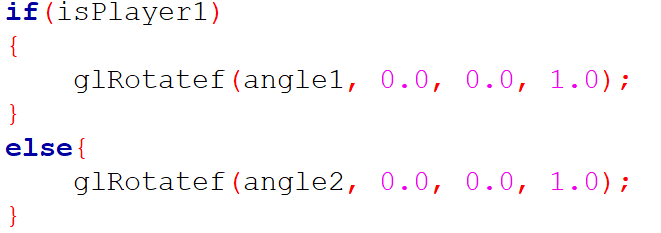 if(isPlayer1)
{
    glRotatef(angle1, 0.0, 0.0, 1.0);
}
else{
    glRotatef(angle2, 0.0, 0.0, 1.0);
}